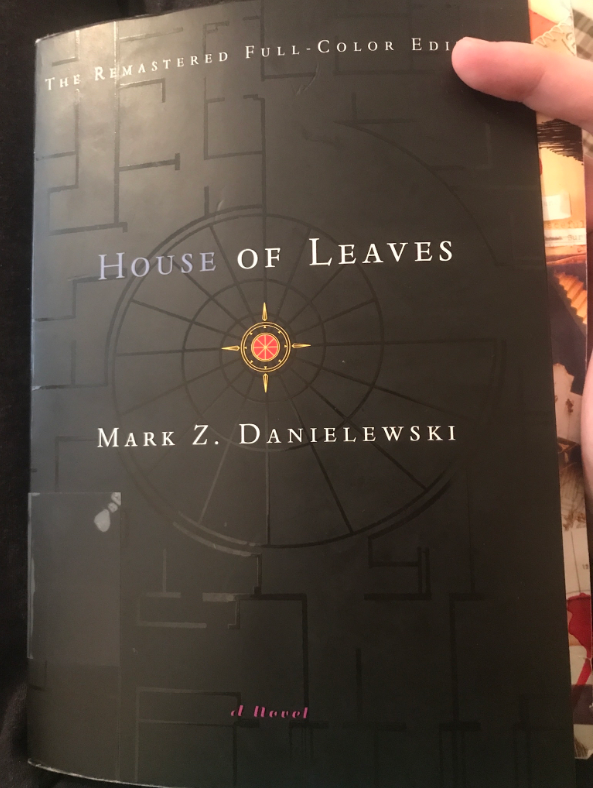 The Remastered Full-Color Edi
House of Leaves
Mark Z. Danielewski
a novel